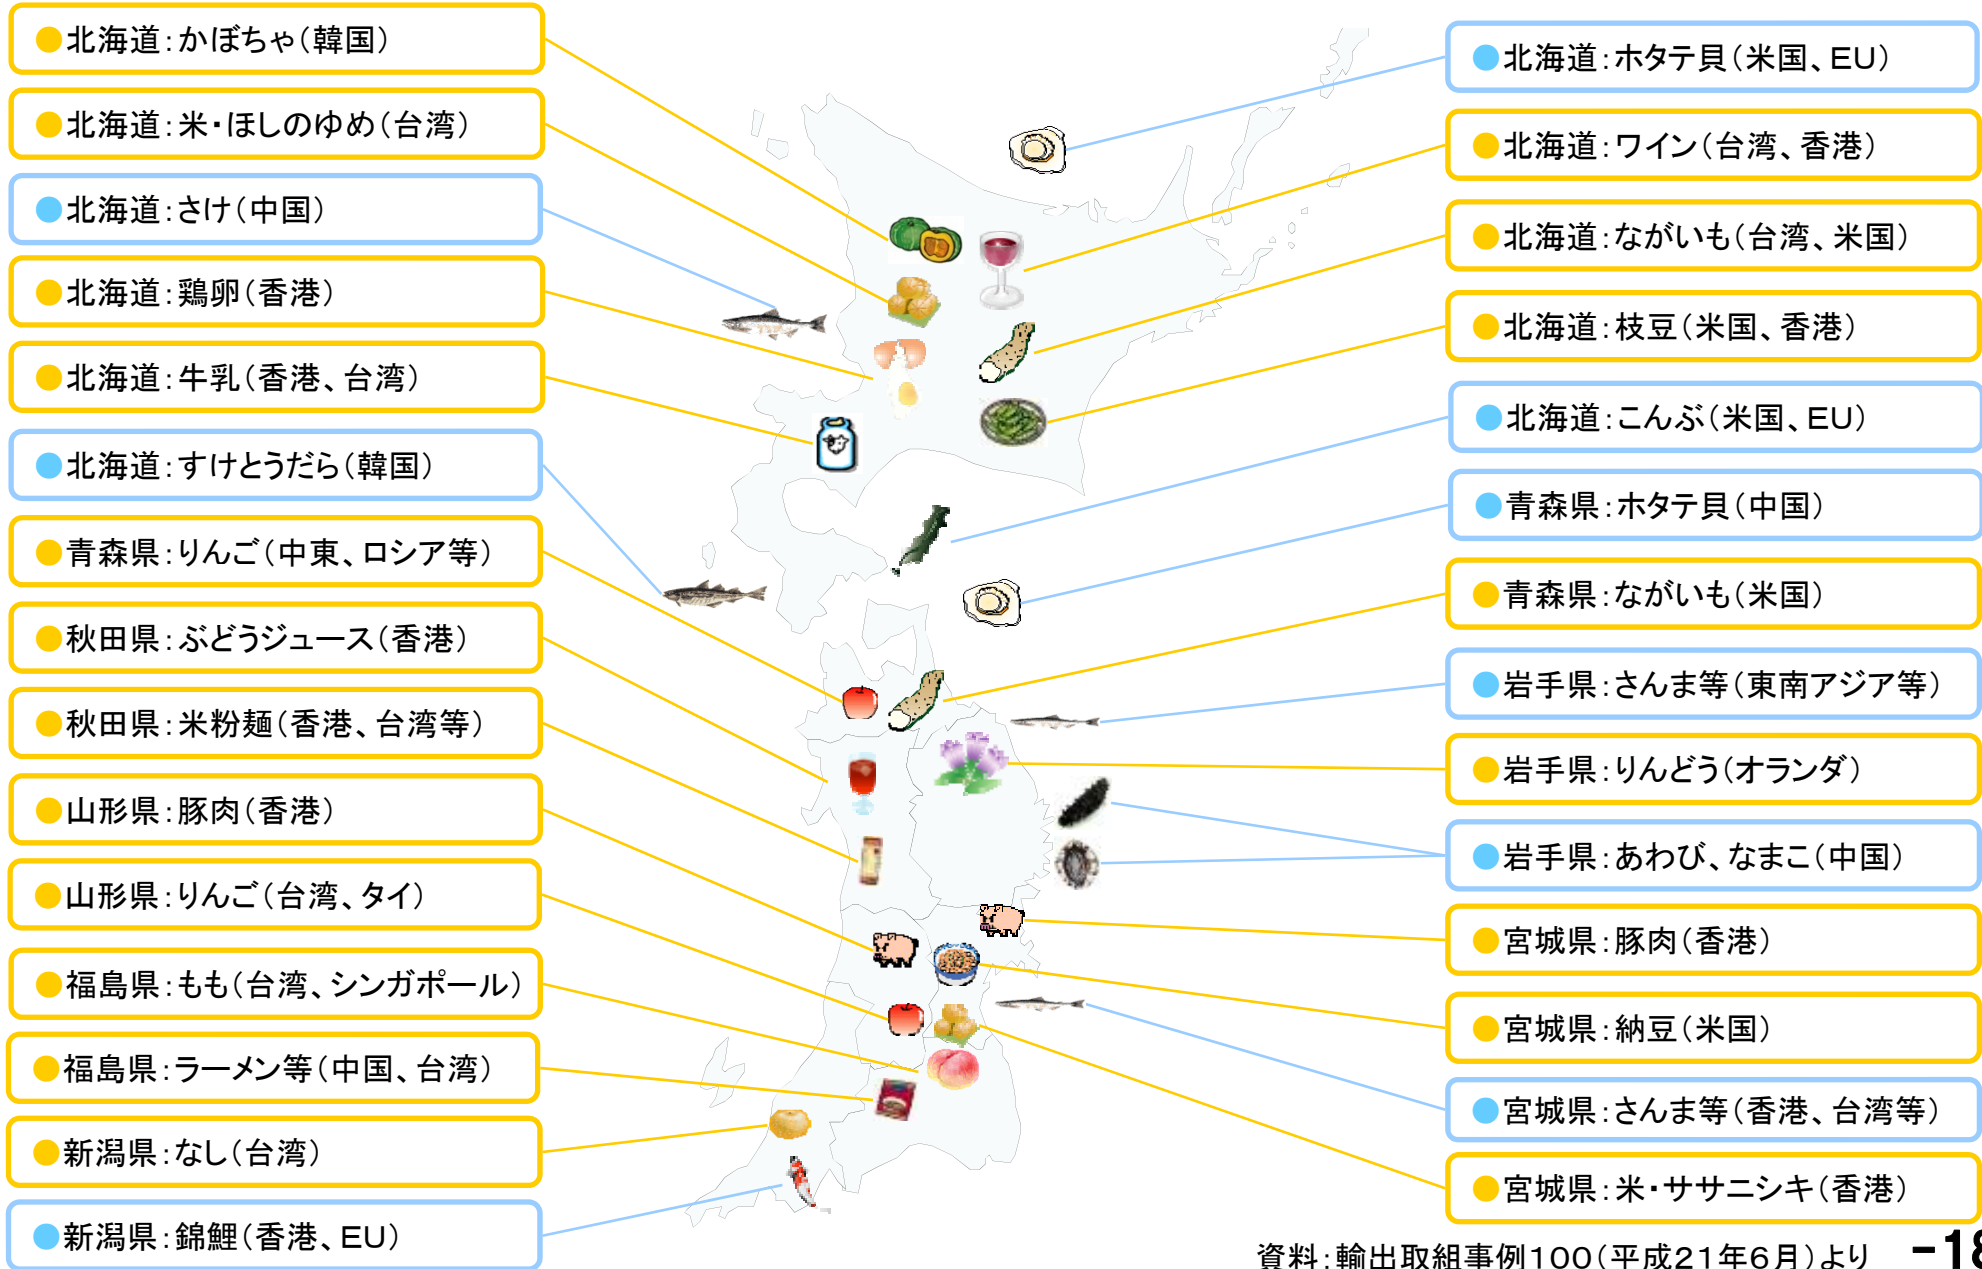 ●北海道：かぼちゃ（韓国）
●北海道：米・ほしのゆめ（台湾）
●北海道：さけ（中国）
●北海道：鶏卵（香港）
●北海道：牛乳（香港、台湾）
●北海道：すけとうだら（韓国）
●青森県：りんご（中東、ロシア等）
●秋田県：ぶどうジュース（香港）
●秋田県：米粉麺（香港、台湾等）
●山形県：豚肉（香港）
●山形県：りんご（台湾、タイ）
●福島県：もも（台湾、シンガポール）
●福島県：ラーメン等（中国、台湾）
●新潟県：なし（台湾）
●新潟県：錦鯉（香港、EU）
●北海道：ホタテ貝（米国、EU）
●北海道：ワイン（台湾、香港）
●北海道：ながいも（台湾、米国）
●北海道：枝豆（米国、香港）
●北海道：こんぶ（米国、EU）
●青森県：ホタテ貝（中国）
●青森県：ながいも（米国）
●岩手県：さんま等（東南アジア等）
●岩手県：りんどう（オランダ）
●岩手県：あわび、なまこ（中国）
●宮城県：豚肉（香港）
●宮城県：納豆（米国）
●宮城県：さんま等（香港、台湾等）
●宮城県：米・ササニシキ（香港）
資料：輸出取組事例100（平成21年6月）より
-18